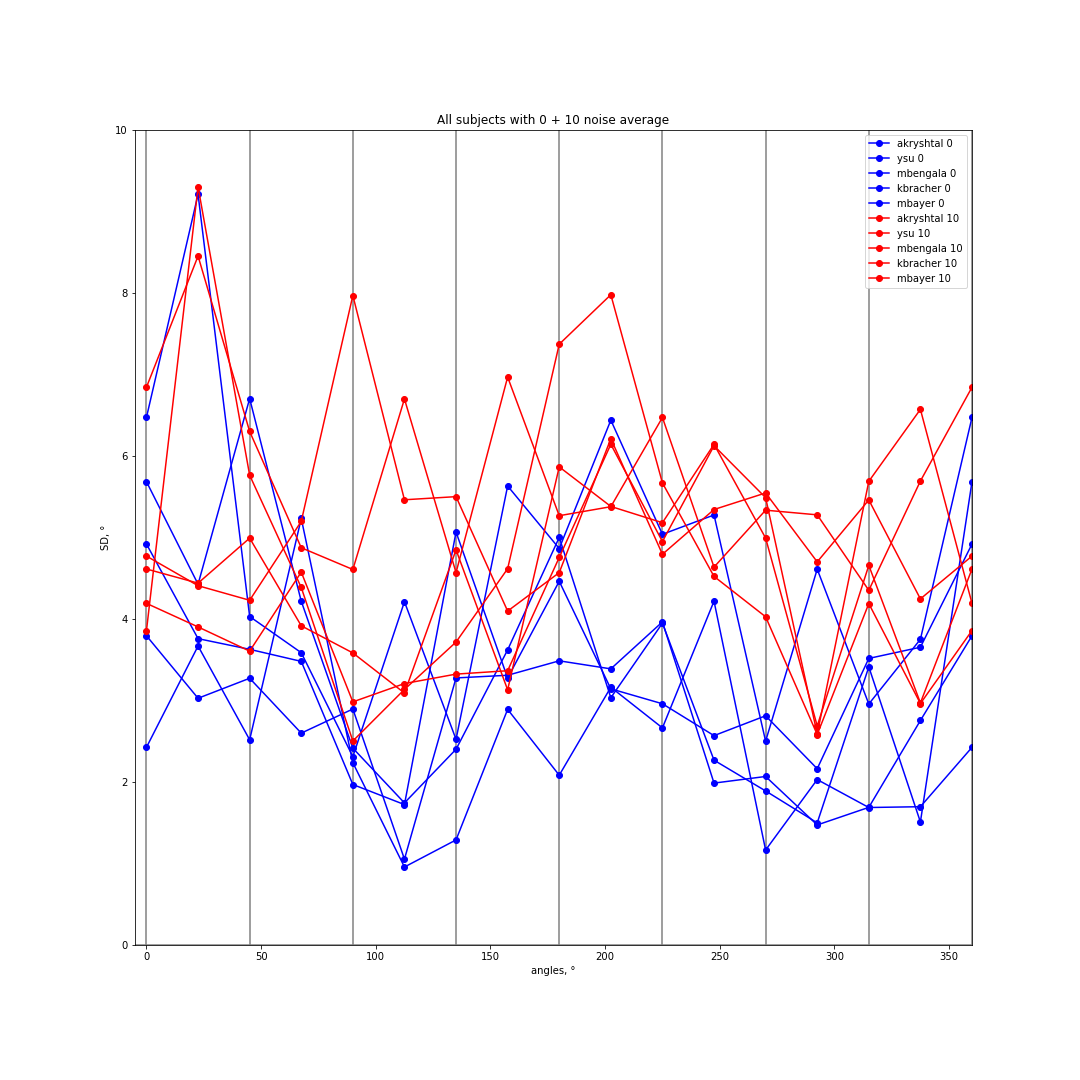 All subjects with 0 + 10 noise average
10
8
6
4
2
0
SD, °
akryshtal 0
ysu 0
mbengala 0
kbracher 0
mbayer 0
akryshtal 10
ysu 10
mbengala 10
kbracher 10
mbayer 10
0 50 100 150 200 250 300 350
angles, °